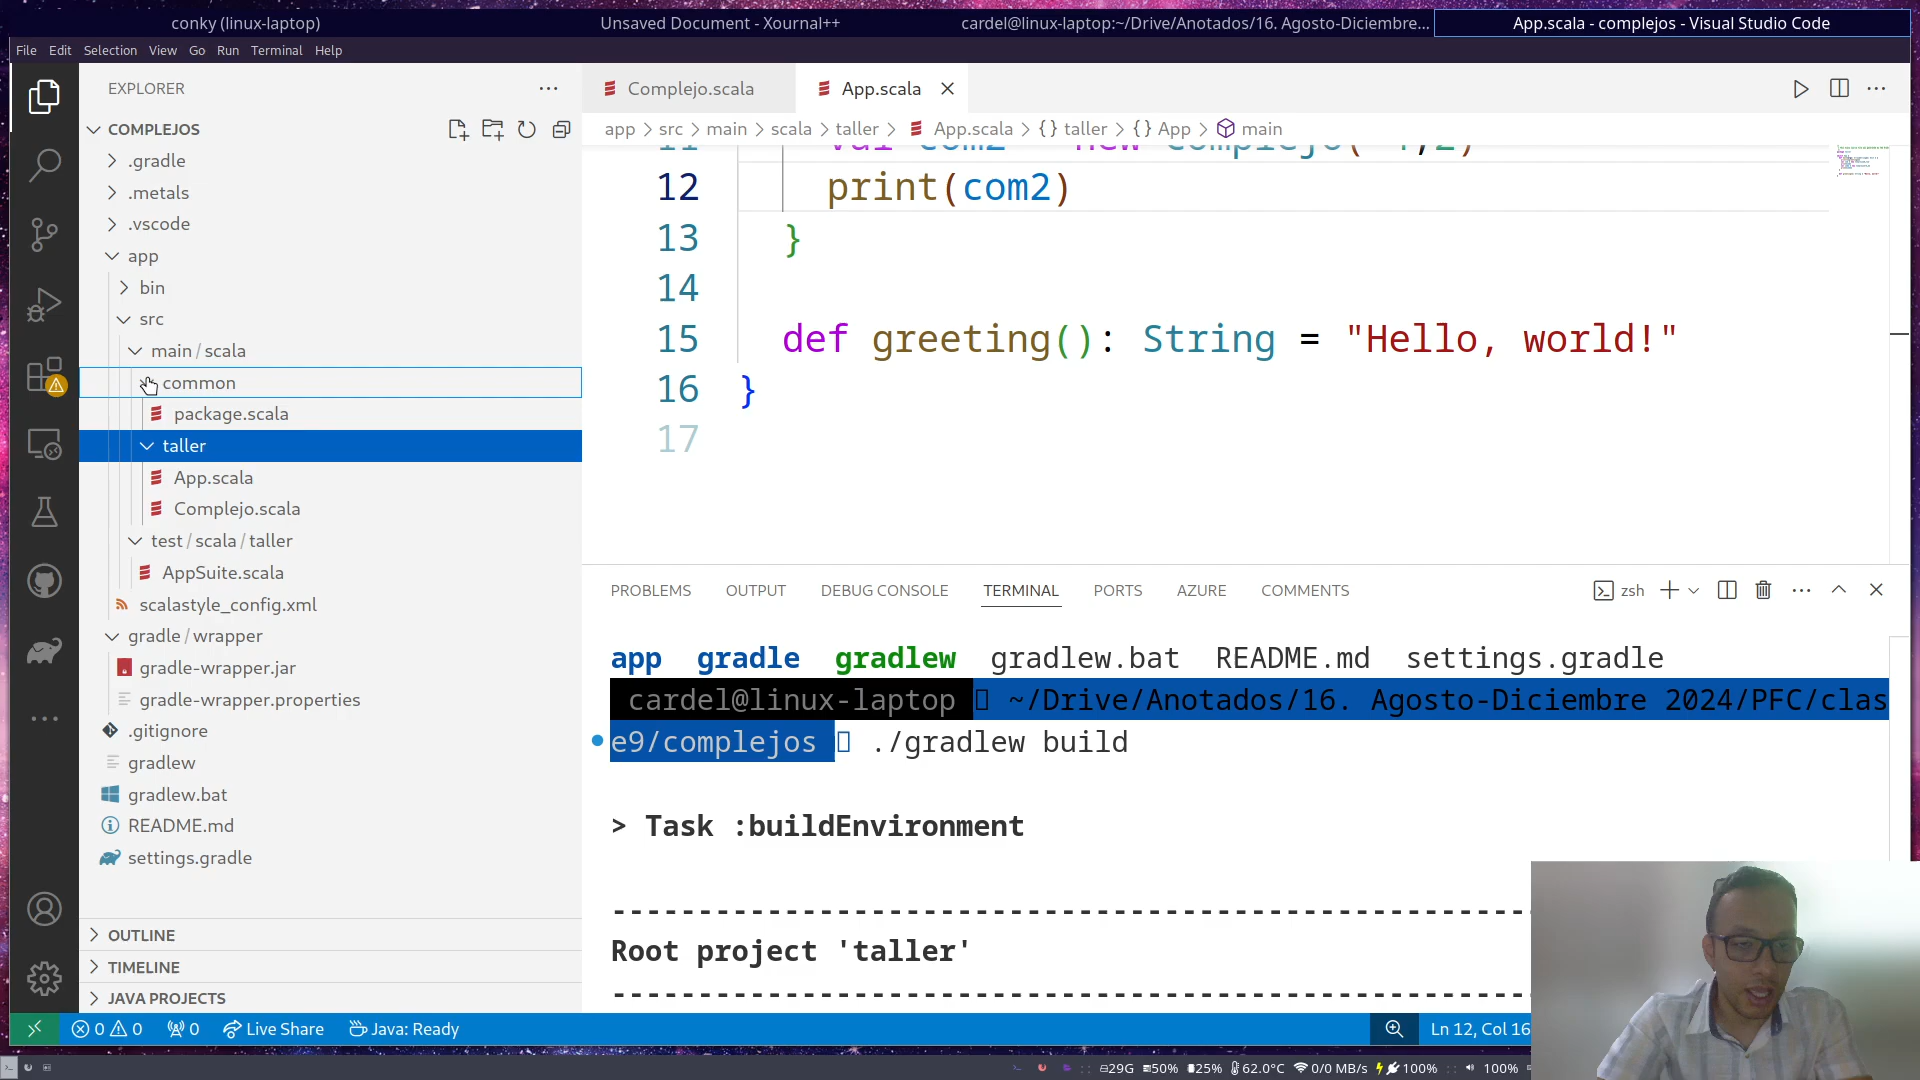 conky (linux-laptop)
Unsaved Document - Xournal++
cardel@linux-laptop:~/Drive/Anotados/16. Agosto-Diciembre...
App.scala - complejos - Visual Studio Code
File Edit Selection View Go Run Terminal Help
EXPLORER
Complejo.scala
App.scala
COMPLEJOS
app > src > main > scala > taller > App.scala > {} taller > {} App > main
.gradle
.metals
.vscode
app
bin
src
main / scala
common
package.scala
taller
App.scala
Complejo.scala
test / scala / taller
AppSuite.scala
scalastyle_config.xml
gradle / wrapper
gradle-wrapper.jar
gradle-wrapper.properties
.gitignore
gradlew
gradlew.bat
README.md
settings.gradle
OUTLINE
TIMELINE
JAVA PROJECTS
12 print(com2)
13 }
14
15 def greeting(): String = "Hello, world!"
16 }
17
PROBLEMS OUTPUT DEBUG CONSOLE TERMINAL PORTS AZURE COMMENTS
zsh
app gradle gradlew gradlew.bat README.md settings.gradle
cardel@linux-laptop ~/Drive/Anotados/16. Agosto-Diciembre 2024/PFC/clas
e9/complejos ./gradlew build
> Task :buildEnvironment
------------------------------------------------------
Root project 'taller'
------------------------------------------------------
0 0 0 Live Share Java: Ready
Ln 12, Col 16
29G 50% 25% 62.0°C 0/0 MB/s 100% 100%